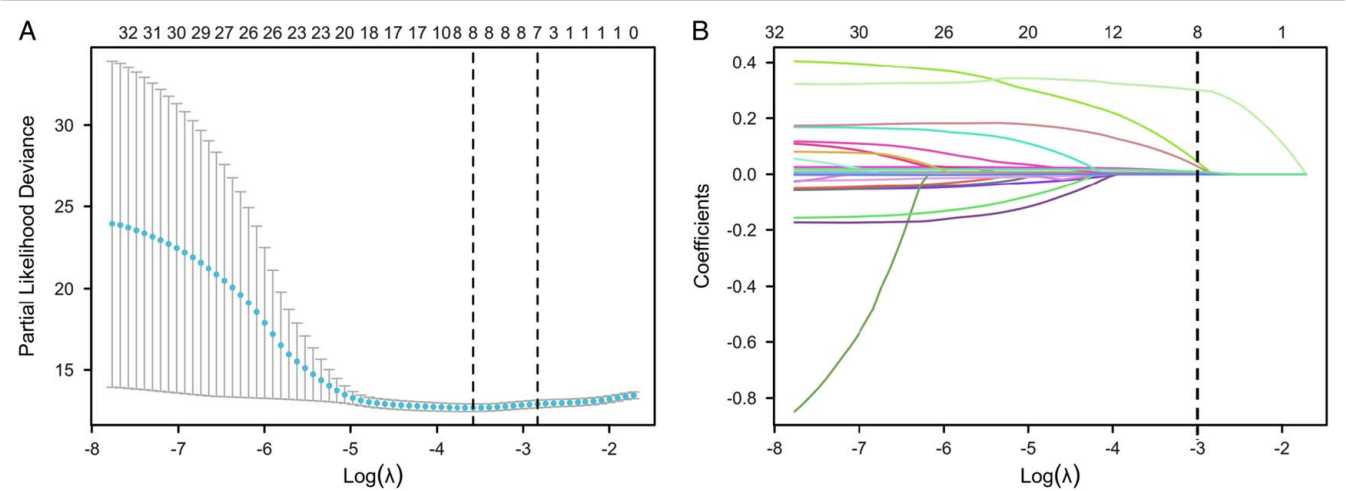 A
32 31 30 29 27 26 26 23 23 20 18 17 17 10 8 8 8 8 8 7 3 1 1 1 1 0
Partial Likelihood Deviance
30
25
20
15
-8 -7 -6 -5 -4 -3 -2
Log(λ)
B
32 30 26 20 12 8 1
Coefficients
0.4
0.2
0.0
-0.2
-0.4
-0.6
-0.8
-8 -7 -6 -5 -4 -3 -2
Log(λ)